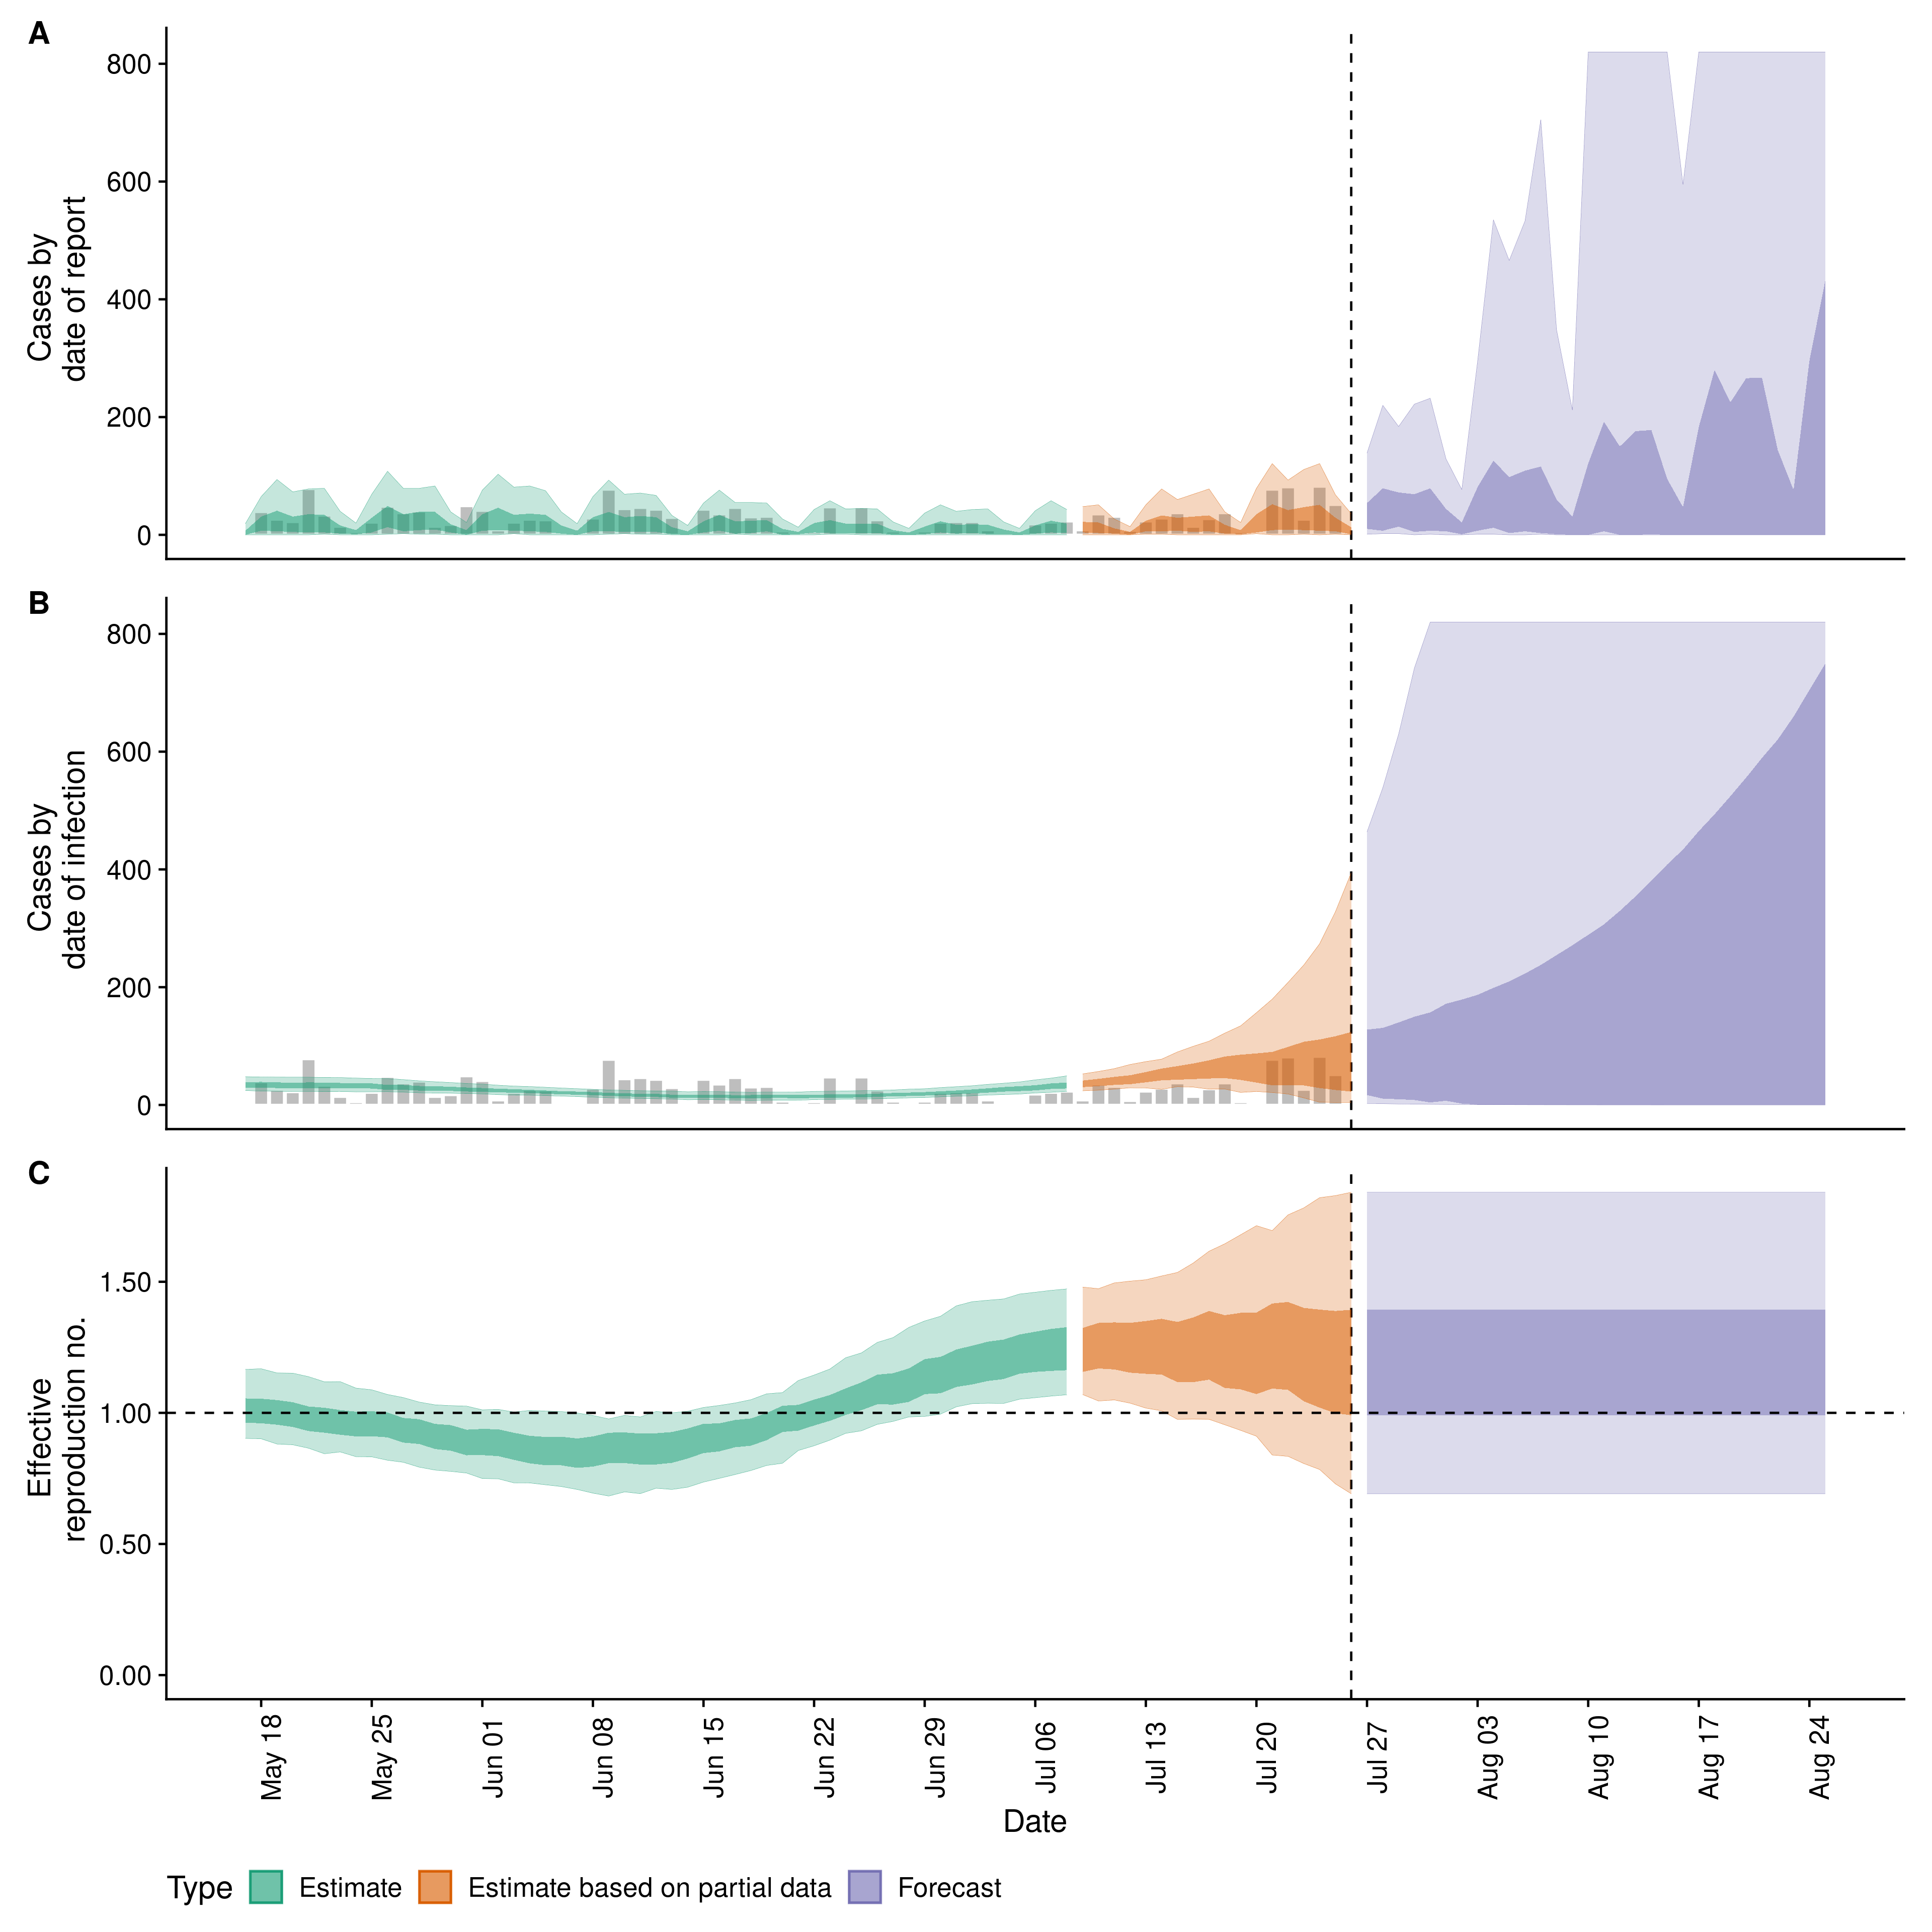 A
800
600
400
200
0
Cases by
date of report
B
800
600
400
200
0
Cases by
date of infection
C
1.50
1.00
0.50
0.00
Effective
reproduction no.
May 18
May 25
Jun 01
Jun 08
Jun 15
Jun 22
Jun 29
Jul 06
Jul 13
Jul 20
Jul 27
Aug 03
Aug 10
Aug 17
Aug 24
Date
Type Estimate Estimate based on partial data Forecast